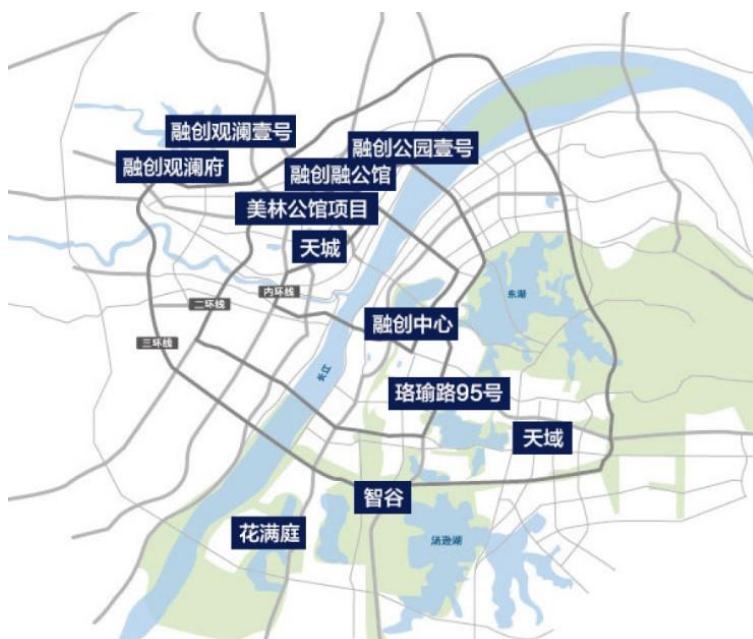 融创观澜壹号
融创公园壹号
融创观澜府
融创融公馆
美林公馆项目
天城
内环线
二环线
东湖
融创中心
三环线
长江
珞瑜路95号
天域
智谷
花满庭
汤逊湖